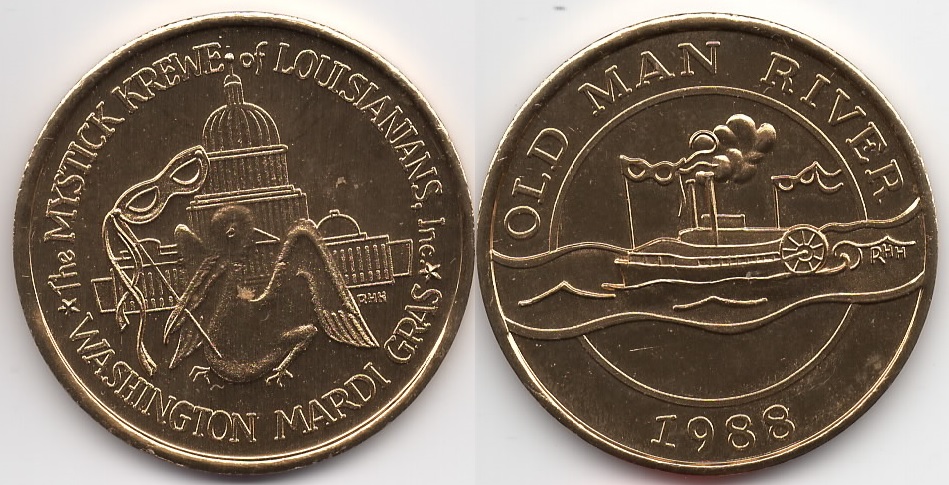 The MYSTICK KREWE of LOUISIANIANS, Inc.
WASHINGTON MARDI GRAS
RHH
OLD MAN RIVER
RHH
1988